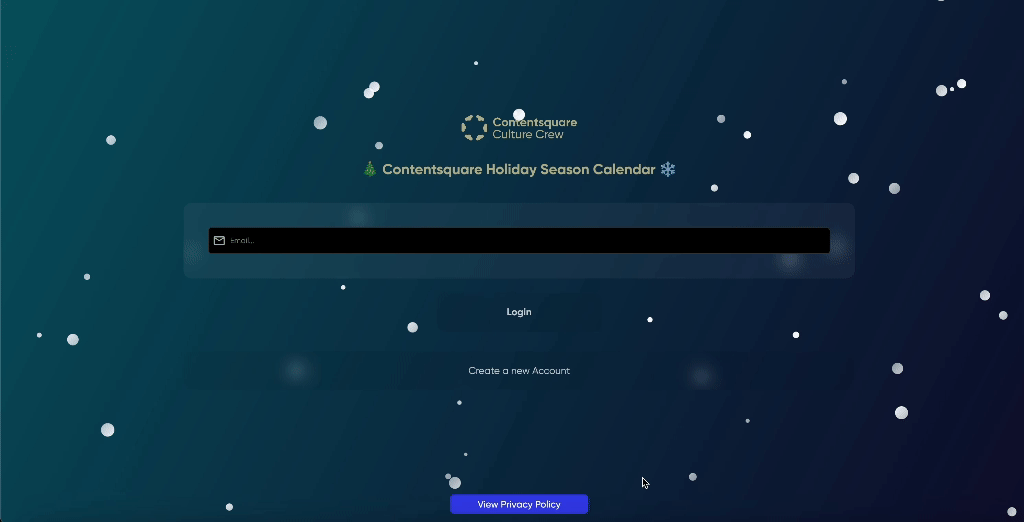 Contentsquare
Culture Crew
🎄 Contentsquare Holiday Season Calendar ❄️
Email...
Login
Create a new Account
View Privacy Policy